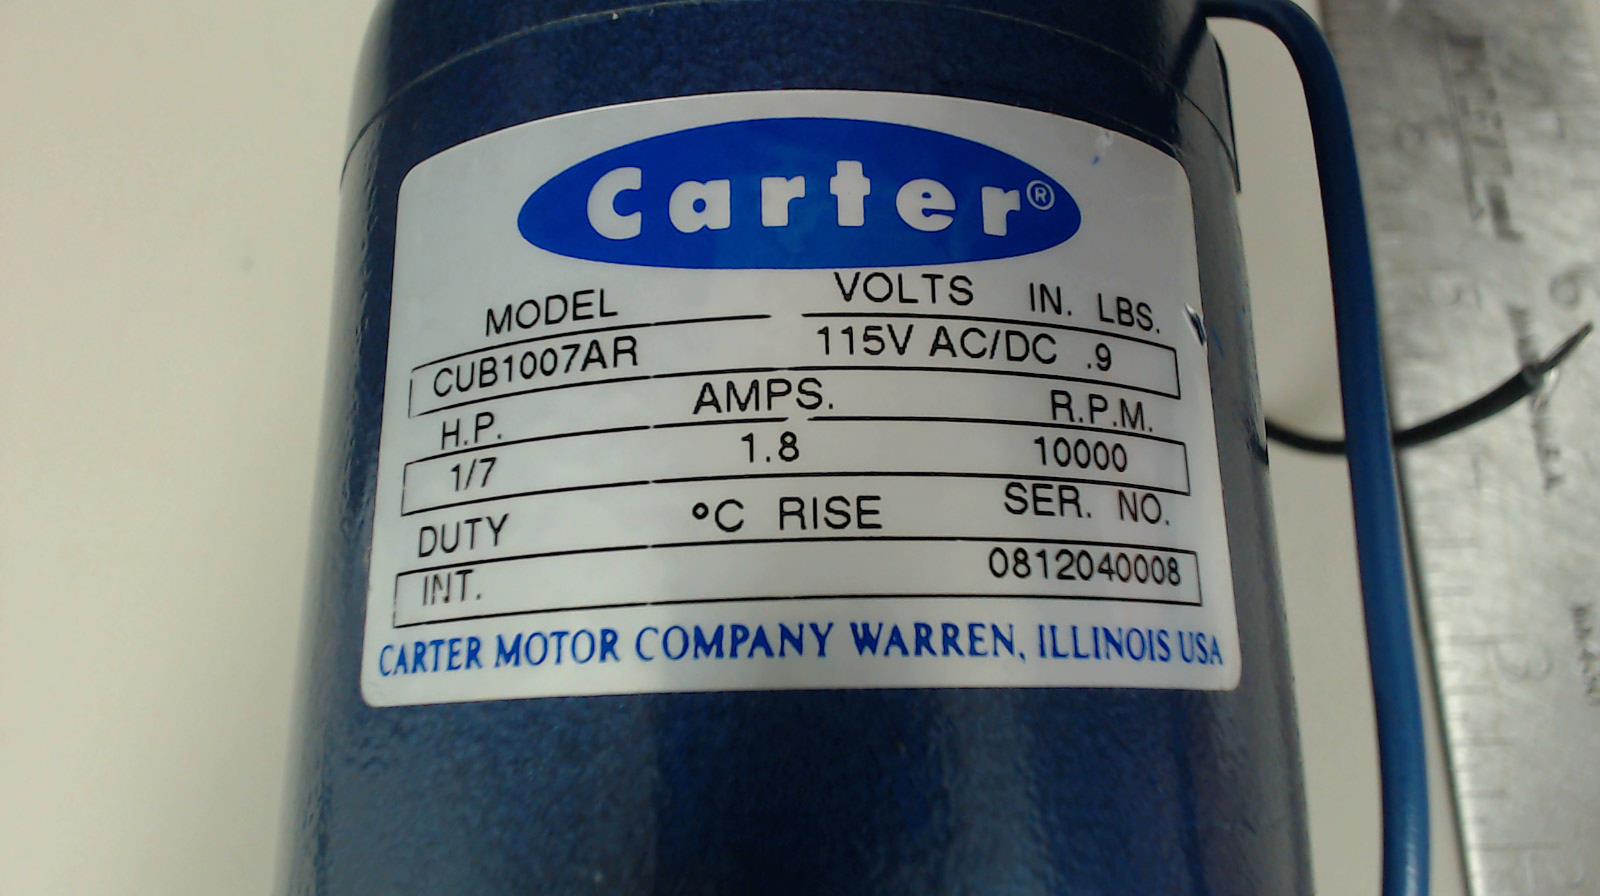 Carter®
MODEL VOLTS IN. LBS.
CUB1007AR 115V AC/DC .9
H.P. AMPS. R.P.M.
1/7 1.8 10000
DUTY °C RISE SER. NO.
INT. 0812040008
CARTER MOTOR COMPANY WARREN, ILLINOIS USA